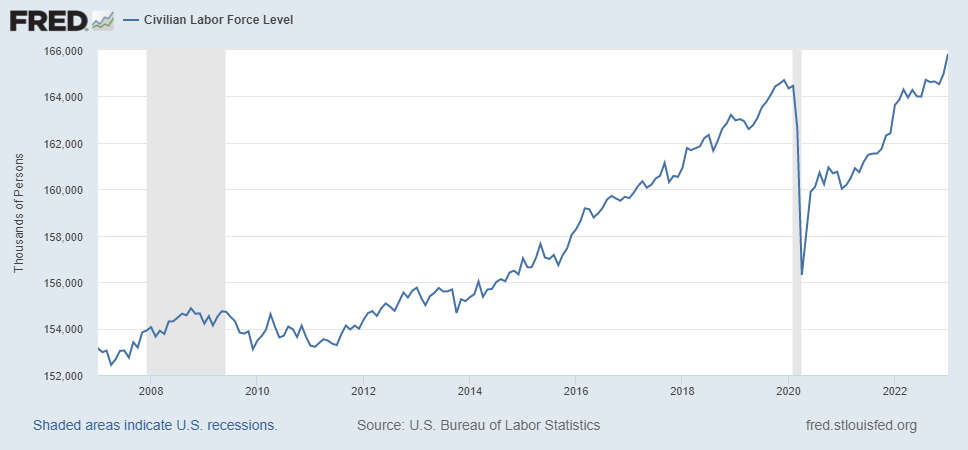 FRED
Civilian Labor Force Level
166,000
164,000
162,000
160,000
158,000
156,000
154,000
152,000
Thousands of Persons
2008 2010 2012 2014 2016 2018 2020 2022
Shaded areas indicate U.S. recessions. Source: U.S. Bureau of Labor Statistics fred.stlouisfed.org